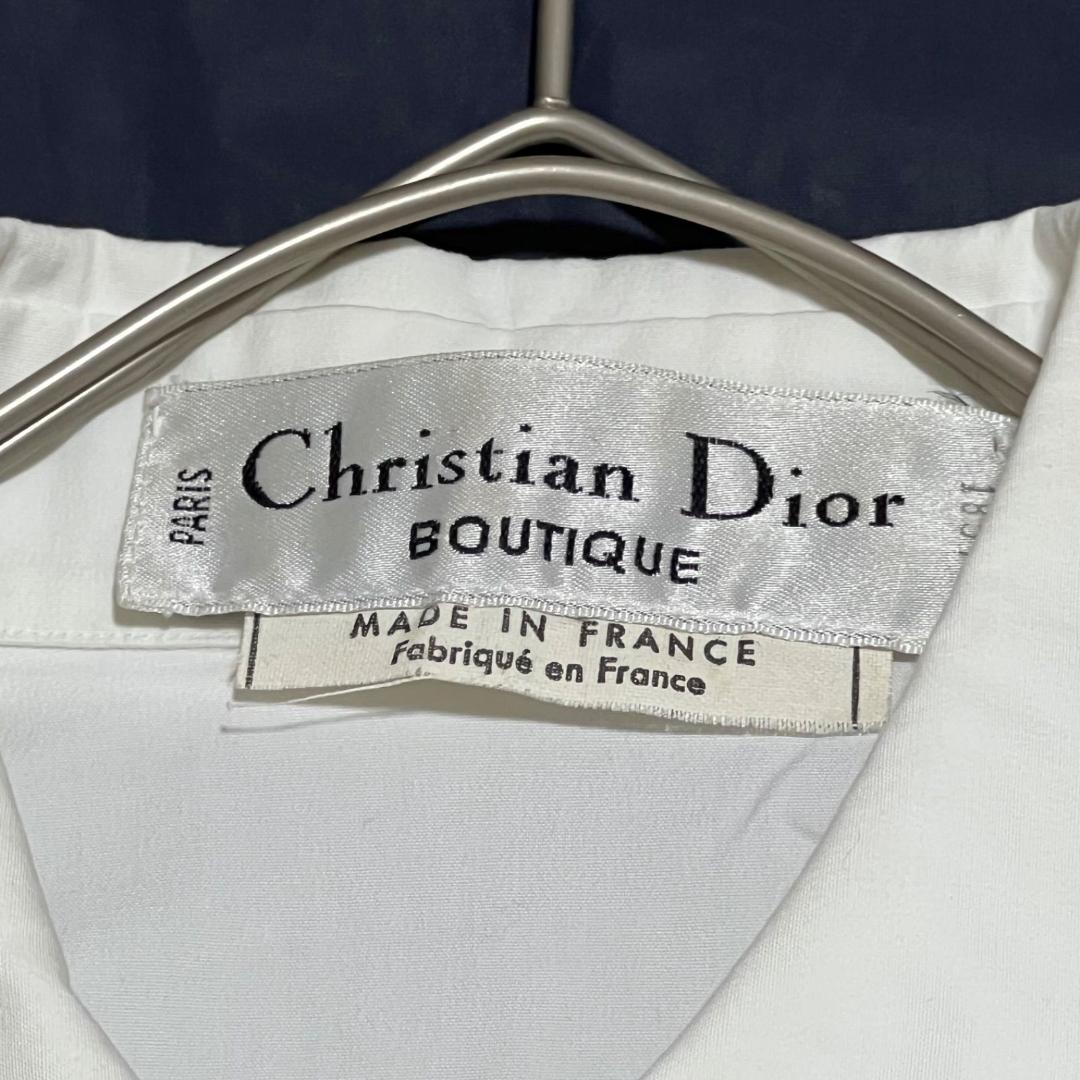 PARIS
Christian Dior
BOUTIQUE
MADE IN FRANCE
Fabriqué en France